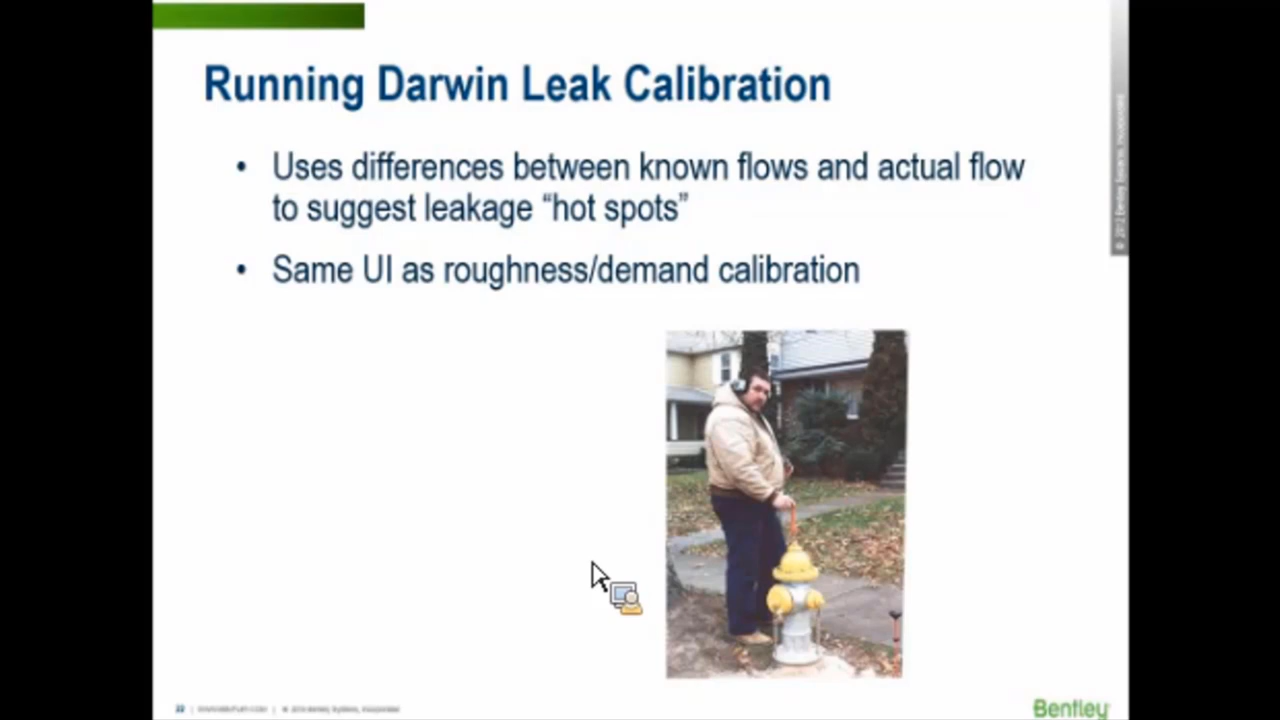 Running Darwin Leak Calibration
• Uses differences between known flows and actual flow
to suggest leakage “hot spots”
• Same UI as roughness/demand calibration
22
Bentley